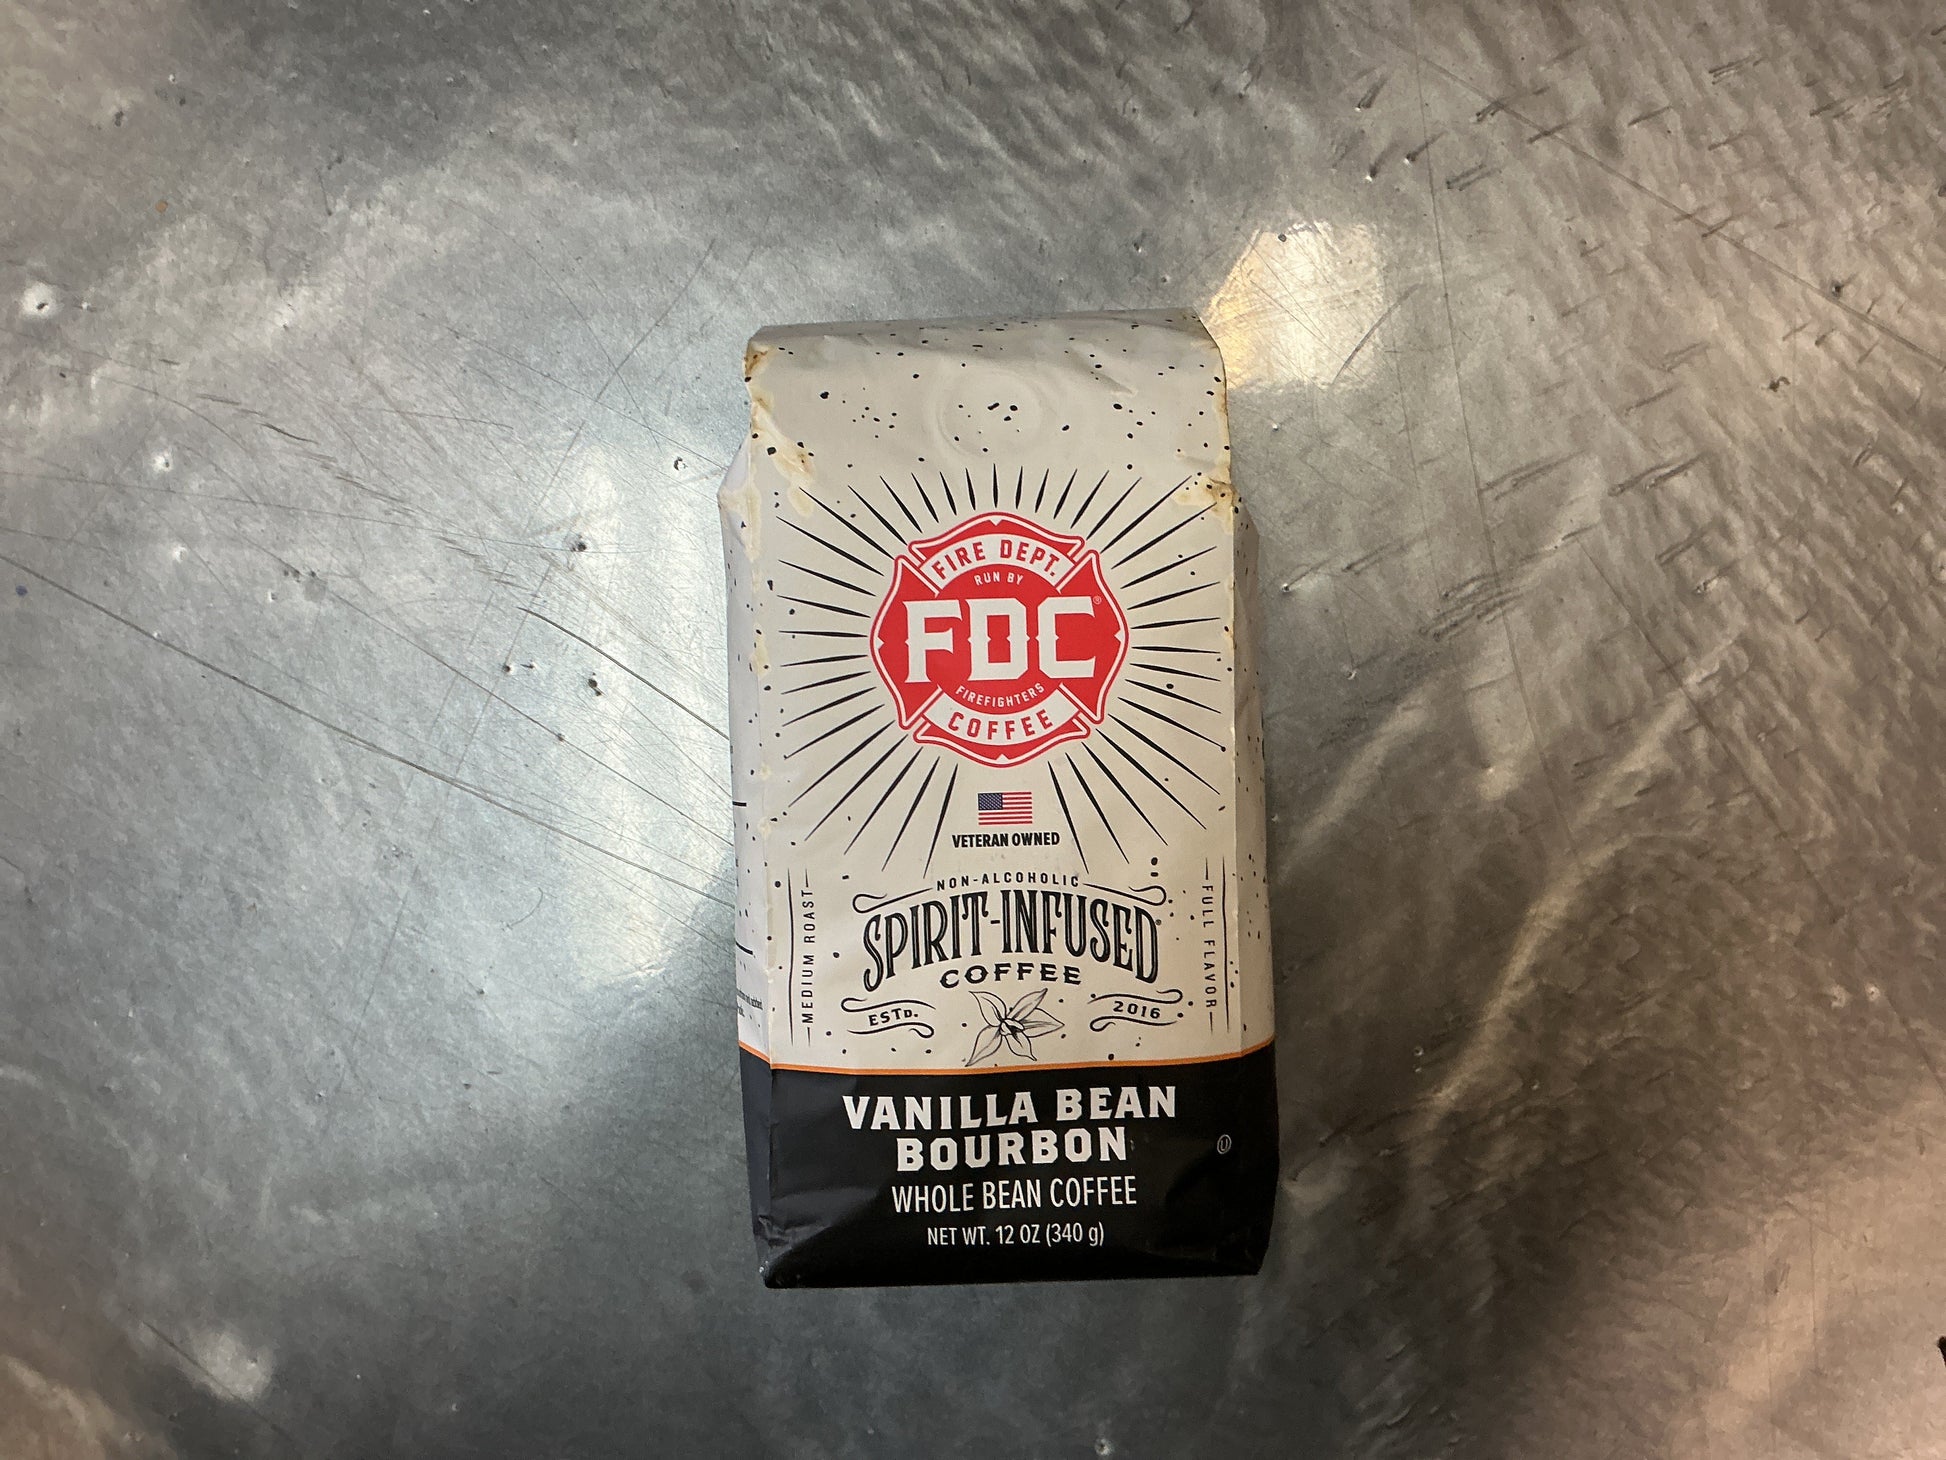 FIRE DEPT.
RUN BY
FDC®
FIREFIGHTERS
COFFEE
VETERAN OWNED
NON-ALCOHOLIC
SPIRIT-INFUSED
COFFEE
ESTD. 2016
MEDIUM ROAST
FULL FLAVOR
VANILLA BEAN
BOURBON
WHOLE BEAN COFFEE
NET WT. 12 OZ (340 g)
U